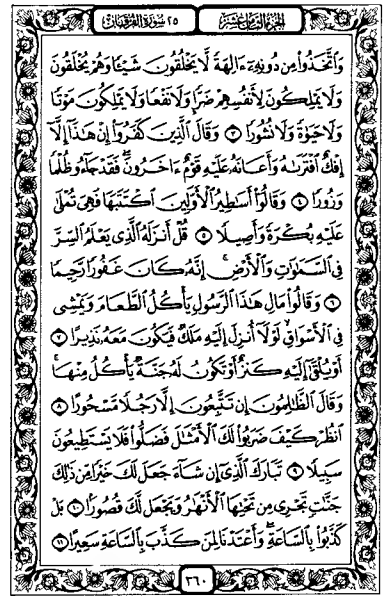 الجزء الثامن عشر
٢٥ سورة الفرقان
وَٱتَّخَذُوا۟ مِن دُونِهِۦٓ ءَالِهَةً لَّا يَخْلُقُونَ شَيْـًٔا وَهُمْ يُخْلَقُونَ
وَلَا يَمْلِكُونَ لِأَنفُسِهِمْ ضَرًّا وَلَا نَفْعًا وَلَا يَمْلِكُونَ مَوْتًا
وَلَا حَيَوٰةً وَلَا نُشُورًا ٣ وَقَالَ ٱلَّذِينَ كَفَرُوٓا۟ إِنْ هَـٰذَآ إِلَّآ
إِفْكٌ ٱفْتَرَىٰهُ وَأَعَانَهُۥ عَلَيْهِ قَوْمٌ ءَاخَرُونَ ۖ فَقَدْ جَآءُو ظُلْمًا
وَزُورًا ٤ وَقَالُوٓا۟ أَسَـٰطِيرُ ٱلْأَوَّلِينَ ٱكْتَتَبَهَا فَهِىَ تُمْلَىٰ
عَلَيْهِ بُكْرَةً وَأَصِيلًا ٥ قُلْ أَنزَلَهُ ٱلَّذِى يَعْلَمُ ٱلسِّرَّ
فِى ٱلسَّمَـٰوَٰتِ وَٱلْأَرْضِ ۚ إِنَّهُۥ كَانَ غَفُورًا رَّحِيمًا
٦ وَقَالُوا۟ مَالِ هَـٰذَا ٱلرَّسُولِ يَأْكُلُ ٱلطَّعَامَ وَيَمْشِى
فِى ٱلْأَسْوَاقِ ۙ لَوْلَآ أُنزِلَ إِلَيْهِ مَلَكٌ فَيَكُونَ مَعَهُۥ نَذِيرًا ٧
أَوْ يُلْقَىٰٓ إِلَيْهِ كَنزٌ أَوْ تَكُونُ لَهُۥ جَنَّةٌ يَأْكُلُ مِنْهَا ۚ
وَقَالَ ٱلظَّـٰلِمُونَ إِن تَتَّبِعُونَ إِلَّا رَجُلًا مَّسْحُورًا ٨
ٱنظُرْ كَيْفَ ضَرَبُوا۟ لَكَ ٱلْأَمْثَـٰلَ فَضَلُّوا۟ فَلَا يَسْتَطِيعُونَ
سَبِيلًا ٩ تَبَارَكَ ٱلَّذِىٓ إِن شَآءَ جَعَلَ لَكَ خَيْرًا مِّن ذَٰلِكَ
جَنَّـٰتٍ تَجْرِى مِن تَحْتِهَا ٱلْأَنْهَـٰرُ وَيَجْعَل لَّكَ قُصُورًۢا ١٠ بَلْ
كَذَّبُوا۟ بِٱلسَّاعَةِ ۖ وَأَعْتَدْنَا لِمَن كَذَّبَ بِٱلسَّاعَةِ سَعِيرًا ١١
٣٦٠